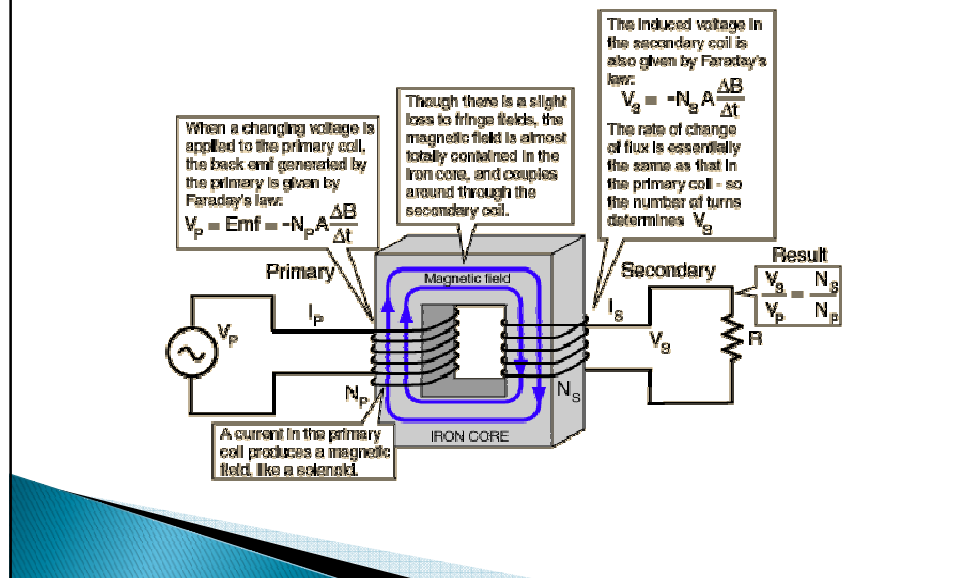 The induced voltage in
the secondary coil is
also given by Faraday's
law:
V_S = -N_S A ΔB/Δt
The rate of change
of flux is essentially
the same as that in
the primary coil - so
the number of turns
determines V_S
Though there is a slight
loss to fringe fields, the
magnetic field is almost
totally contained in the
iron core, and couples
around through the
secondary coil.
When a changing voltage is
applied to the primary coil,
the back emf generated by
the primary is given by
Faraday's law:
V_P = Emf = -N_P A ΔB/Δt
Primary
Magnetic field
Secondary
Result
V_S/V_P = N_S/N_P
I_P
I_S
V_P
V_S
R
N_P
N_S
IRON CORE
A current in the primary
coil produces a magnetic
field, like a solenoid.